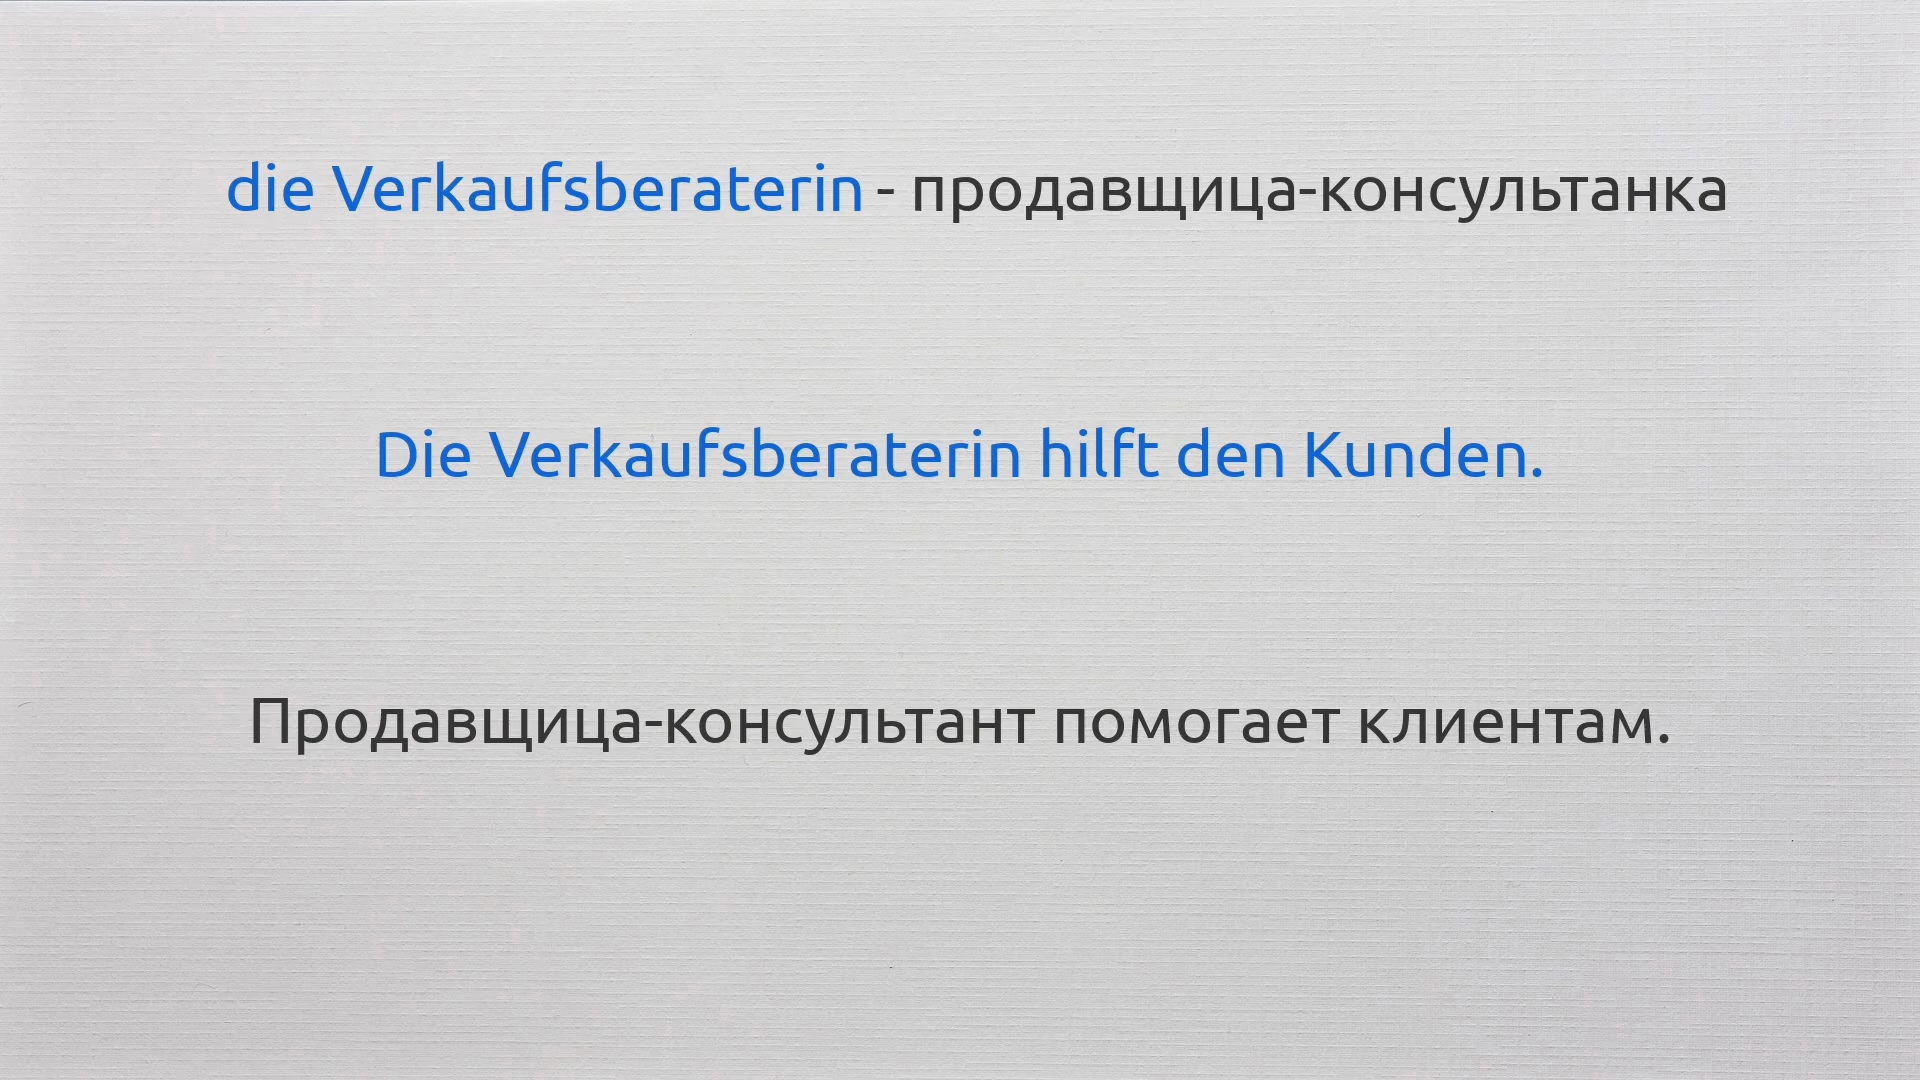 die Verkaufsberaterin - продавщица-консультанка
Die Verkaufsberaterin hilft den Kunden.
Продавщица-консультант помогает клиентам.